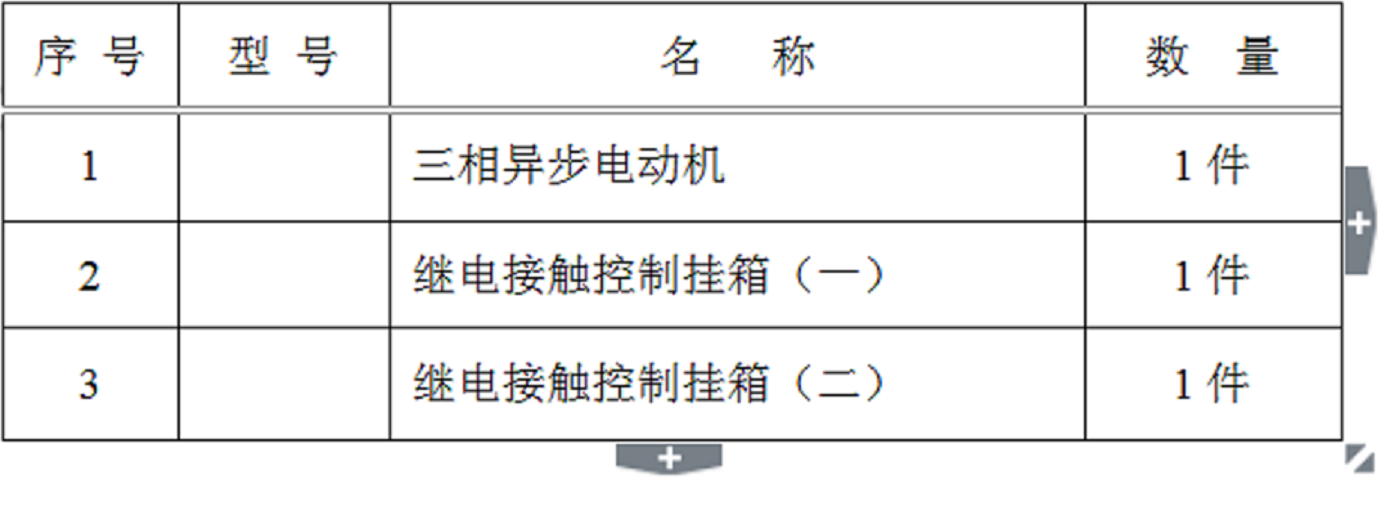 序 号 型 号 名 称 数 量
1 三相异步电动机 1 件
2 继电接触控制挂箱（一） 1 件
3 继电接触控制挂箱（二） 1 件